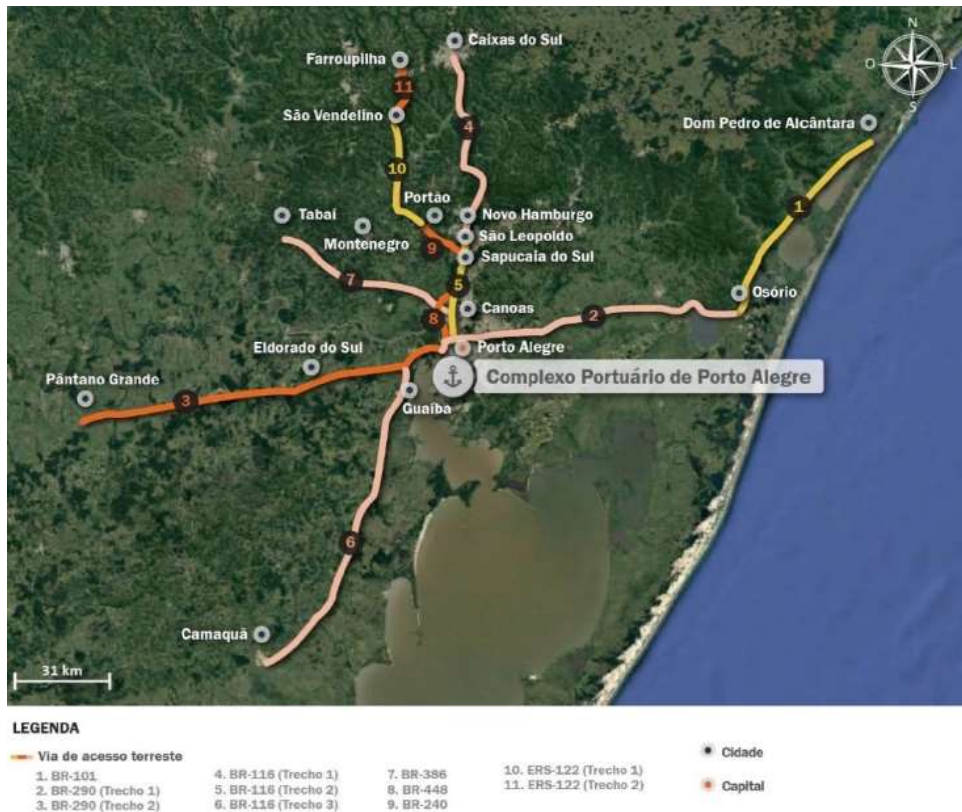 N
O
L
S
Caixas do Sul
Farroupilha
11
São Vendelino
4
Dom Pedro de Alcântara
10
1
Tabaí
Portão
Novo Hamburgo
Montenegro
São Leopoldo
9
Sapucaia do Sul
7
5
Osório
8
Canoas
2
Eldorado do Sul
Porto Alegre
Pântano Grande
Complexo Portuário de Porto Alegre
3
Guaíba
6
Camaquã
31 km
LEGENDA
Via de acesso terreste
1. BR-101
2. BR-290 (Trecho 1)
3. BR-290 (Trecho 2)
4. BR-116 (Trecho 1)
5. BR-116 (Trecho 2)
6. BR-116 (Trecho 3)
7. BR-386
8. BR-448
9. BR-240
10. ERS-122 (Trecho 1)
11. ERS-122 (Trecho 2)
Cidade
Capital